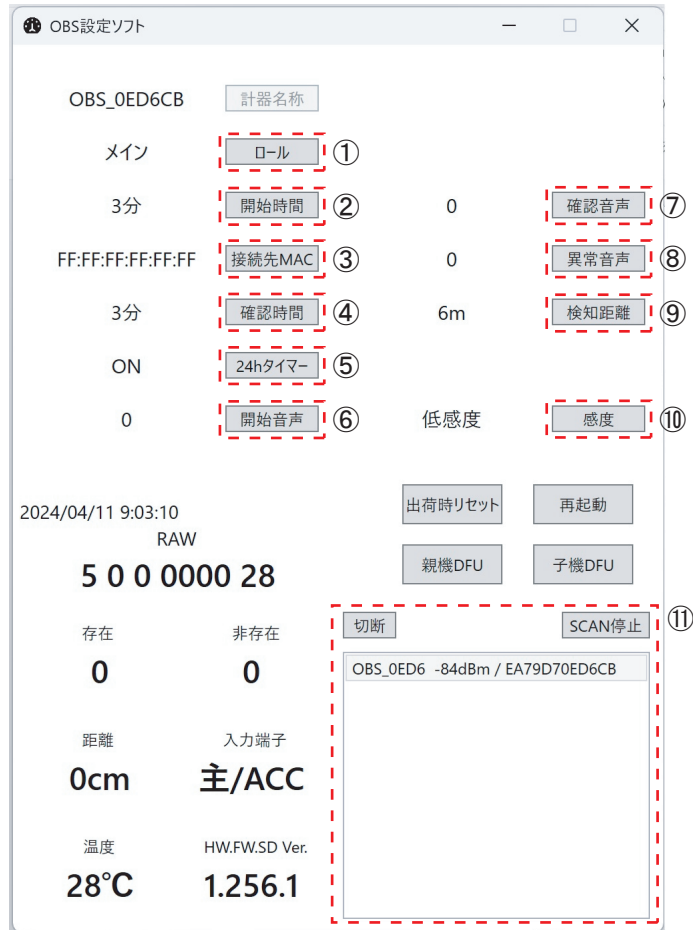 OBS設定ソフト
OBS_0ED6CB 計器名称
メイン ロール ①
3分 開始時間 ② 0 確認音声 ⑦
FF:FF:FF:FF:FF:FF 接続先MAC ③ 0 異常音声 ⑧
3分 確認時間 ④ 6m 検知距離 ⑨
ON 24hタイマー ⑤
0 開始音声 ⑥ 低感度 感度 ⑩
2024/04/11 9:03:10
出荷時リセット 再起動
RAW
5 0 0 0000 28
親機DFU 子機DFU
切断 SCAN停止 ⑪
存在 非存在
0 0
OBS_0ED6 -84dBm / EA79D70ED6CB
距離 入力端子
0cm 主/ACC
温度 HW.FW.SD Ver.
28℃ 1.256.1